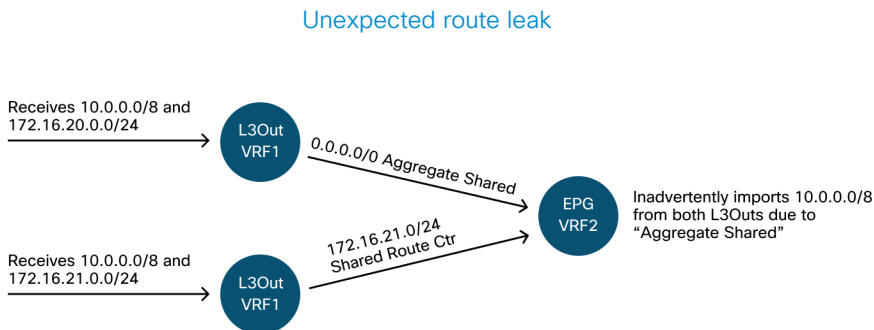 Unexpected route leak
Receives 10.0.0.0/8 and
172.16.20.0.0/24
L3Out
VRF1
0.0.0.0/0 Aggregate Shared
EPG
VRF2
Inadvertently imports 10.0.0.0/8
from both L3Outs due to
“Aggregate Shared”
172.16.21.0/24
Shared Route Ctr
Receives 10.0.0.0/8 and
172.16.21.0.0/24
L3Out
VRF1